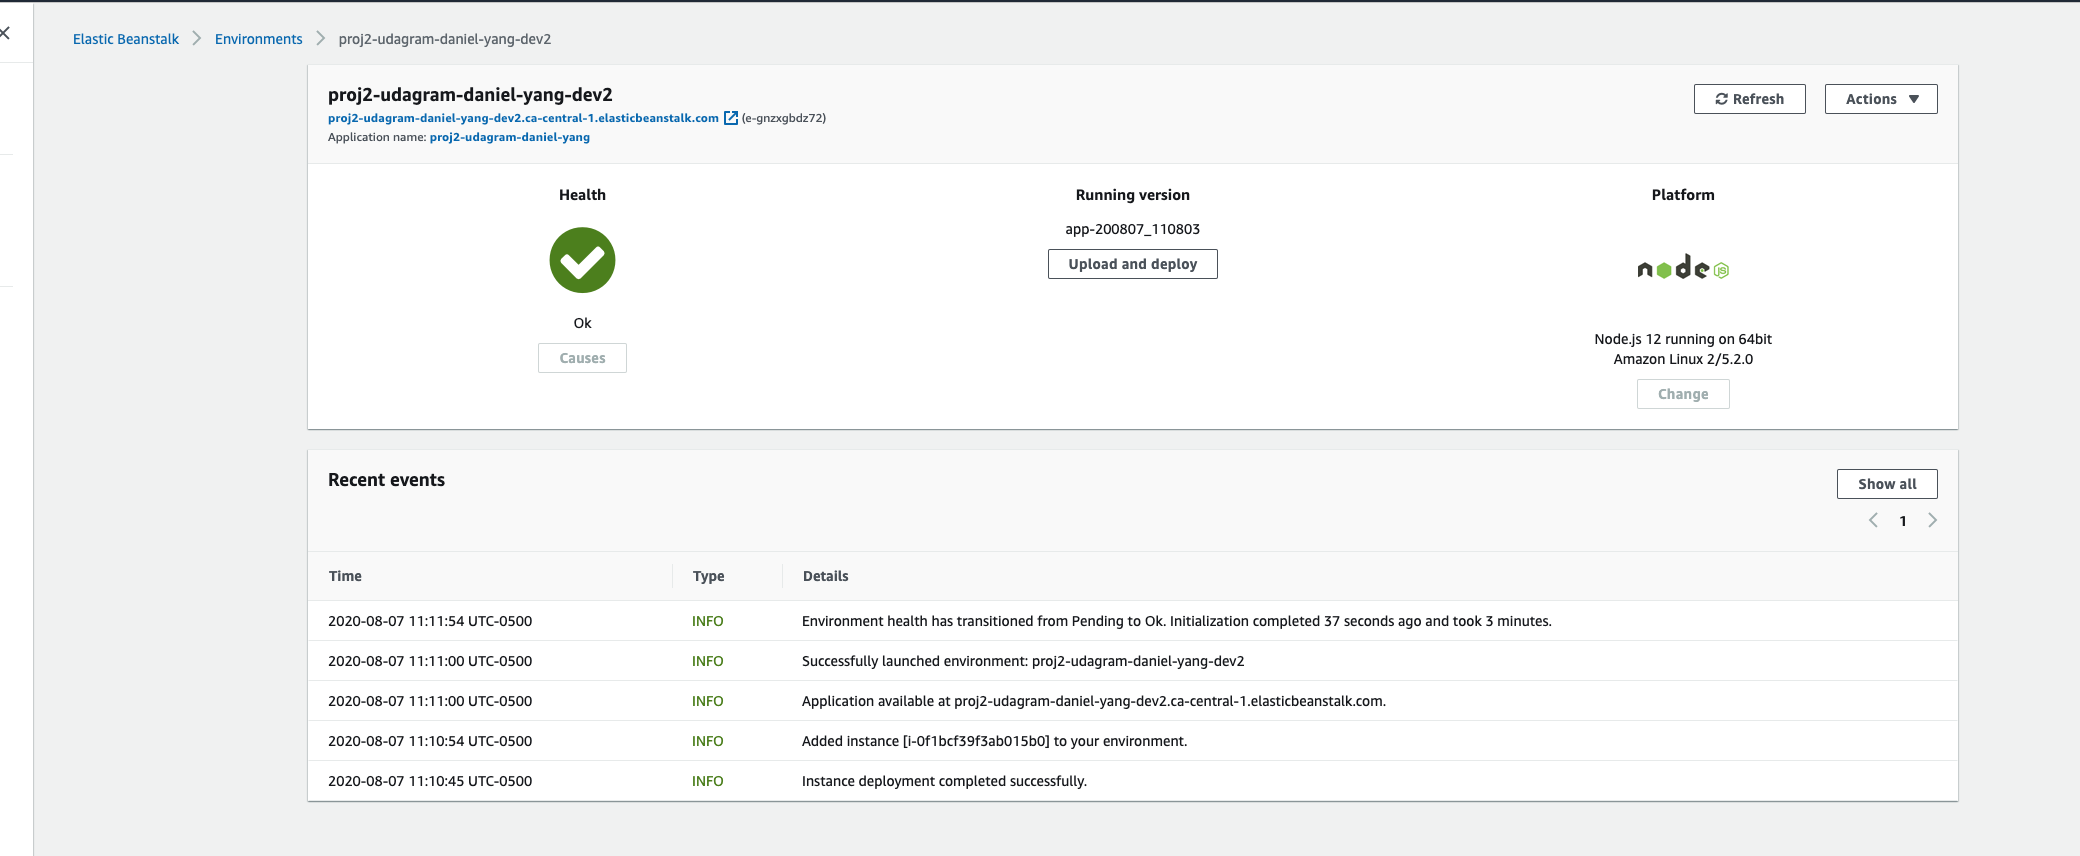 Elastic Beanstalk > Environments > proj2-udagram-daniel-yang-dev2
proj2-udagram-daniel-yang-dev2
proj2-udagram-daniel-yang-dev2.ca-central-1.elasticbeanstalk.com (e-gnzxgbdz72)
Application name: proj2-udagram-daniel-yang
Refresh
Actions
Health
Ok
Causes
Running version
app-200807_110803
Upload and deploy
Platform
node JS
Node.js 12 running on 64bit
Amazon Linux 2/5.2.0
Change
Recent events
Show all
1
Time Type Details
2020-08-07 11:11:54 UTC-0500 INFO Environment health has transitioned from Pending to Ok. Initialization completed 37 seconds ago and took 3 minutes.
2020-08-07 11:11:00 UTC-0500 INFO Successfully launched environment: proj2-udagram-daniel-yang-dev2
2020-08-07 11:11:00 UTC-0500 INFO Application available at proj2-udagram-daniel-yang-dev2.ca-central-1.elasticbeanstalk.com.
2020-08-07 11:10:54 UTC-0500 INFO Added instance [i-0f1bcf39f3ab015b0] to your environment.
2020-08-07 11:10:45 UTC-0500 INFO Instance deployment completed successfully.